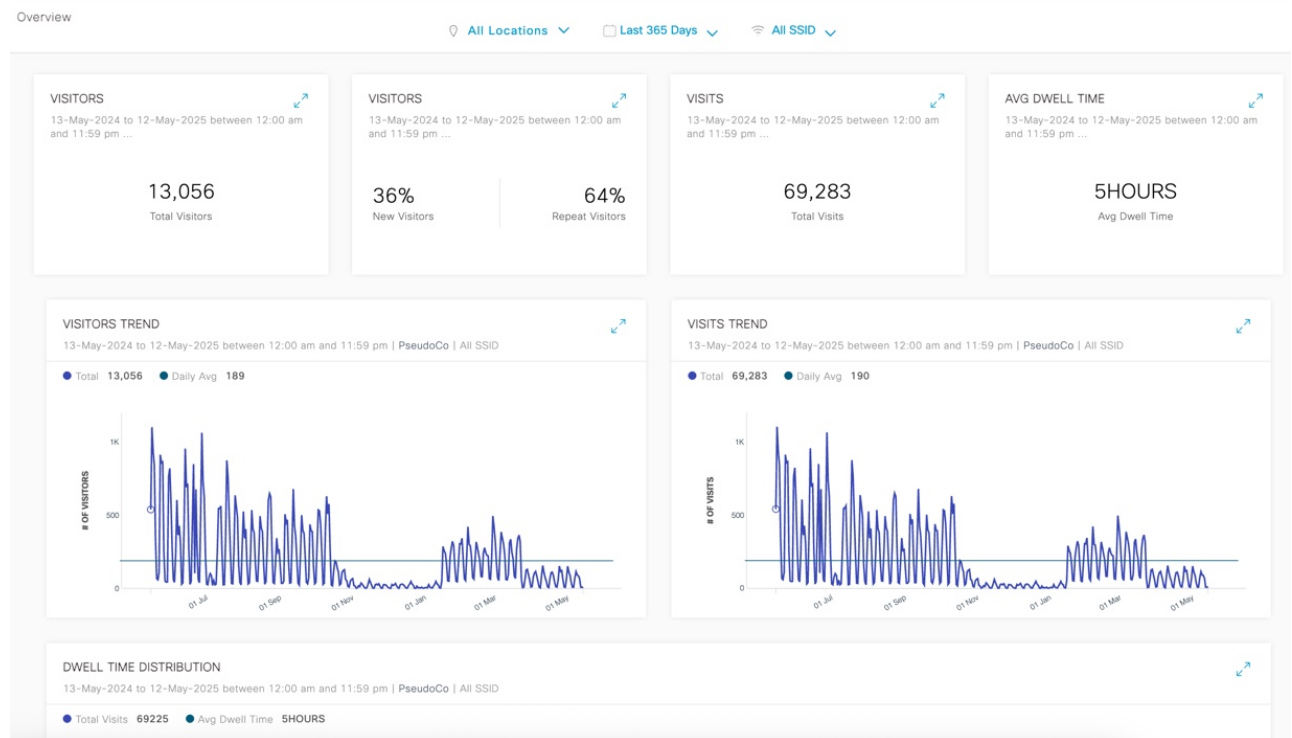 Overview
All Locations
Last 365 Days
All SSID
VISITORS
13-May-2024 to 12-May-2025 between 12:00 am
and 11:59 pm ...
13,056
Total Visitors
VISITORS
13-May-2024 to 12-May-2025 between 12:00 am
and 11:59 pm ...
36%
New Visitors
64%
Repeat Visitors
VISITS
13-May-2024 to 12-May-2025 between 12:00 am
and 11:59 pm ...
69,283
Total Visits
AVG DWELL TIME
13-May-2024 to 12-May-2025 between 12:00 am
and 11:59 pm ...
5HOURS
Avg Dwell Time
VISITORS TREND
13-May-2024 to 12-May-2025 between 12:00 am and 11:59 pm | PseudoCo | All SSID
Total 13,056 Daily Avg 189
# OF VISITORS
1K
500
0
01 Jul 01 Sep 01 Nov 01 Jan 01 Mar 01 May
VISITS TREND
13-May-2024 to 12-May-2025 between 12:00 am and 11:59 pm | PseudoCo | All SSID
Total 69,283 Daily Avg 190
# OF VISITS
1K
500
0
01 Jul 01 Sep 01 Nov 01 Jan 01 Mar 01 May
DWELL TIME DISTRIBUTION
13-May-2024 to 12-May-2025 between 12:00 am and 11:59 pm | PseudoCo | All SSID
Total Visits 69225 Avg Dwell Time 5HOURS